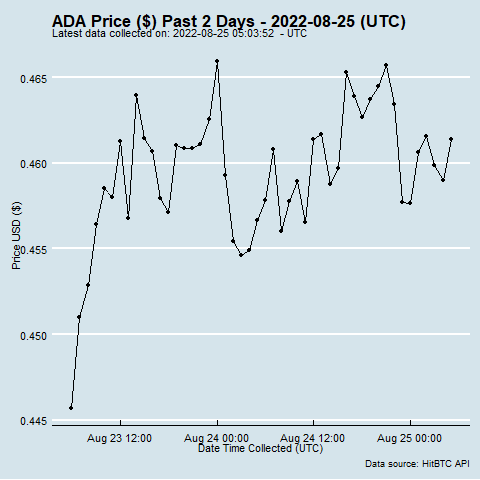 ADA Price ($) Past 2 Days - 2022-08-25 (UTC)
Latest data collected on: 2022-08-25 05:03:52 - UTC
0.465
0.460
0.455
0.450
0.445
Price USD ($)
Aug 23 12:00 Aug 24 00:00 Aug 24 12:00 Aug 25 00:00
Date Time Collected (UTC)
Data source: HitBTC API